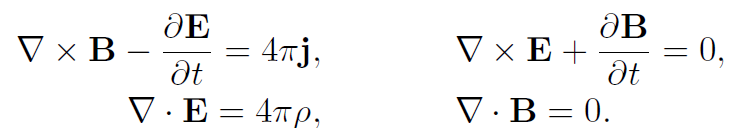 ∇ × B − ∂E/∂t = 4πj, ∇ × E + ∂B/∂t = 0,
∇ · E = 4πρ, ∇ · B = 0.